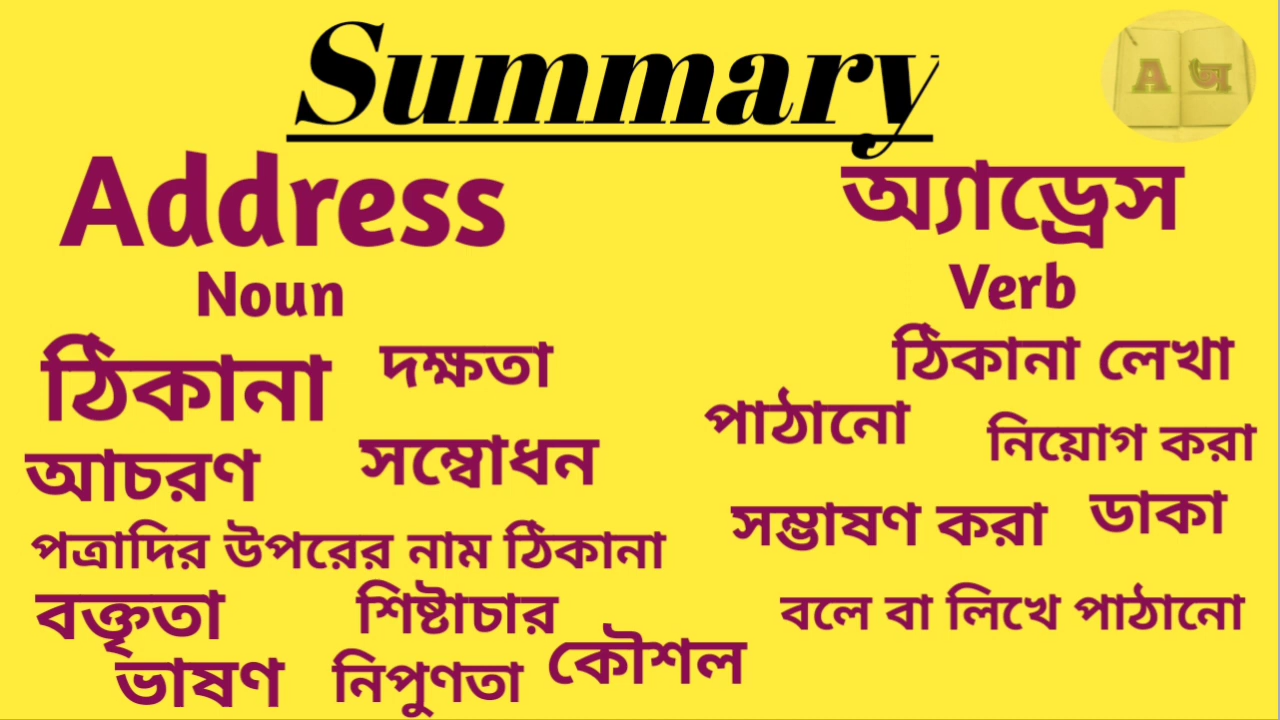 Summary
A অ
Address
অ্যাড্রেস
Noun
Verb
ঠিকানা
দক্ষতা
আচরণ
সম্বোধন
পত্রাদির উপরের নাম ঠিকানা
বক্তৃতা
শিষ্টাচার
ভাষণ
নিপুণতা
কৌশল
ঠিকানা লেখা
পাঠানো
নিয়োগ করা
সম্ভাষণ করা
ডাকা
বলে বা লিখে পাঠানো